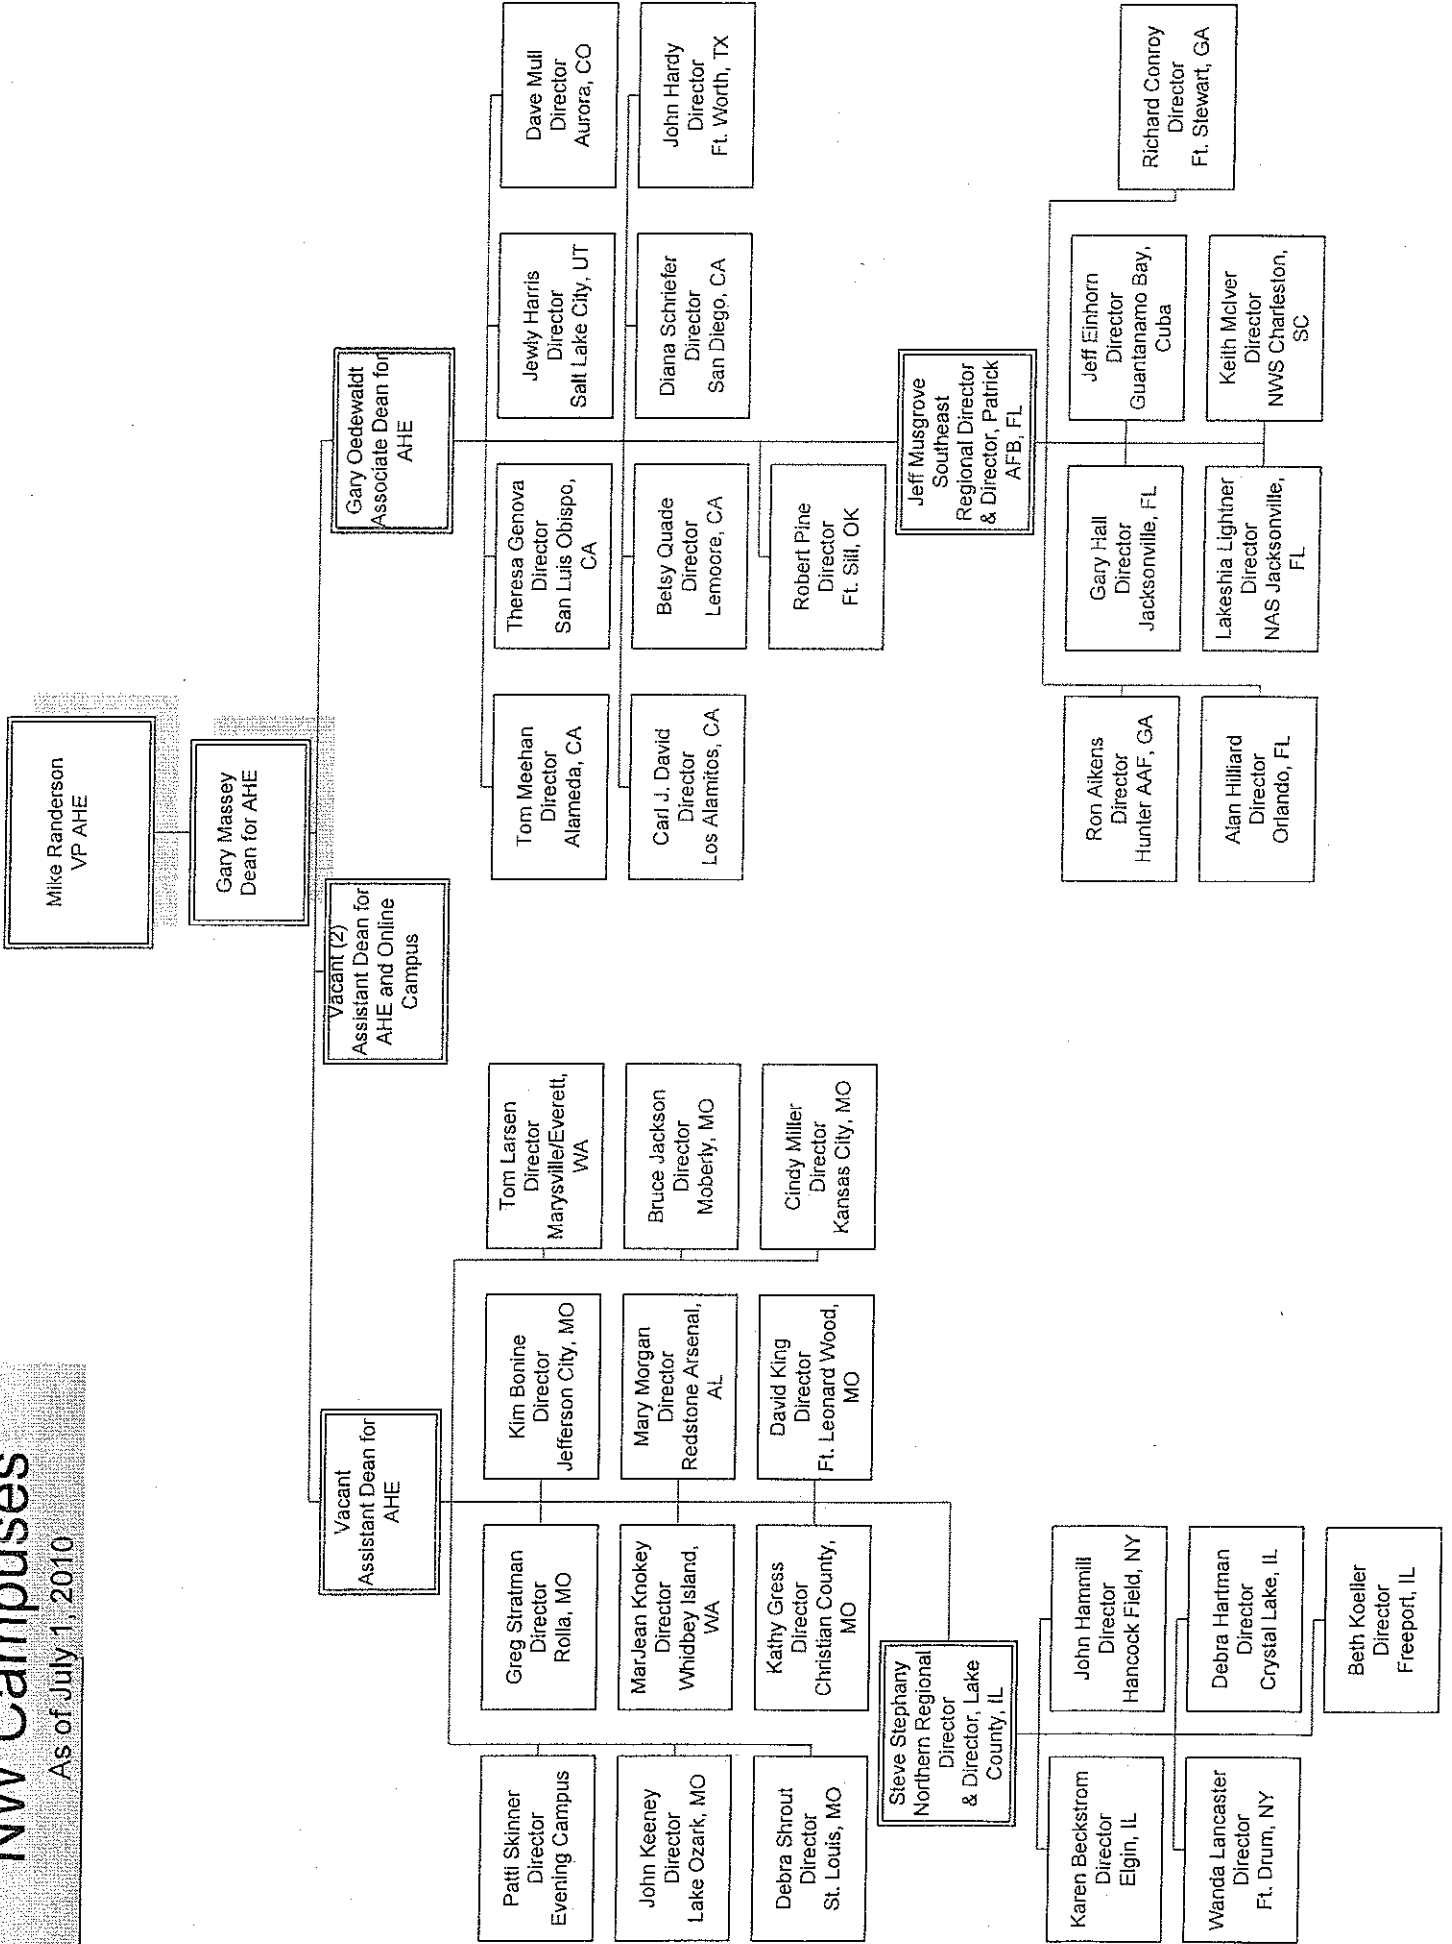 NW Campuses
As of July 1, 2010
Mike Randerson
VP AHE
Gary Massey
Dean for AHE
Vacant
Assistant Dean for
AHE
Vacant (2)
Assistant Dean for
AHE and Online
Campus
Gary Oedewaldt
Associate Dean for
AHE
Patti Skinner
Director
Evening Campus
Greg Stratman
Director
Rolla, MO
Kim Bonine
Director
Jefferson City, MO
Tom Larsen
Director
Marysville/Everett,
WA
John Keeney
Director
Lake Ozark, MO
MarJean Knokey
Director
Whidbey Island,
WA
Mary Morgan
Director
Redstone Arsenal,
AL
Bruce Jackson
Director
Moberly, MO
Debra Shrout
Director
St. Louis, MO
Kathy Gress
Director
Christian County,
MO
David King
Director
Ft. Leonard Wood,
MO
Cindy Miller
Director
Kansas City, MO
Steve Stephany
Northern Regional
Director
& Director, Lake
County, IL
Karen Beckstrom
Director
Elgin, IL
John Hammill
Director
Hancock Field, NY
Wanda Lancaster
Director
Ft. Drum, NY
Debra Hartman
Director
Crystal Lake, IL
Beth Koeller
Director
Freeport, IL
Tom Meehan
Director
Alameda, CA
Theresa Genova
Director
San Luis Obispo,
CA
Jewly Harris
Director
Salt Lake City, UT
Dave Mull
Director
Aurora, CO
Carl J. David
Director
Los Alamitos, CA
Betsy Quade
Director
Lemoore, CA
Diana Schriefer
Director
San Diego, CA
John Hardy
Director
Ft. Worth, TX
Robert Pine
Director
Ft. Sill, OK
Jeff Musgrove
Southeast
Regional Director
& Director, Patrick
AFB, FL
Ron Aikens
Director
Hunter AAF, GA
Gary Hall
Director
Jacksonville, FL
Jeff Einhorn
Director
Guantanamo Bay,
Cuba
Richard Conroy
Director
Ft. Stewart, GA
Alan Hilliard
Director
Orlando, FL
Lakeshia Lightner
Director
NAS Jacksonville,
FL
Keith McIver
Director
NWS Charleston,
SC